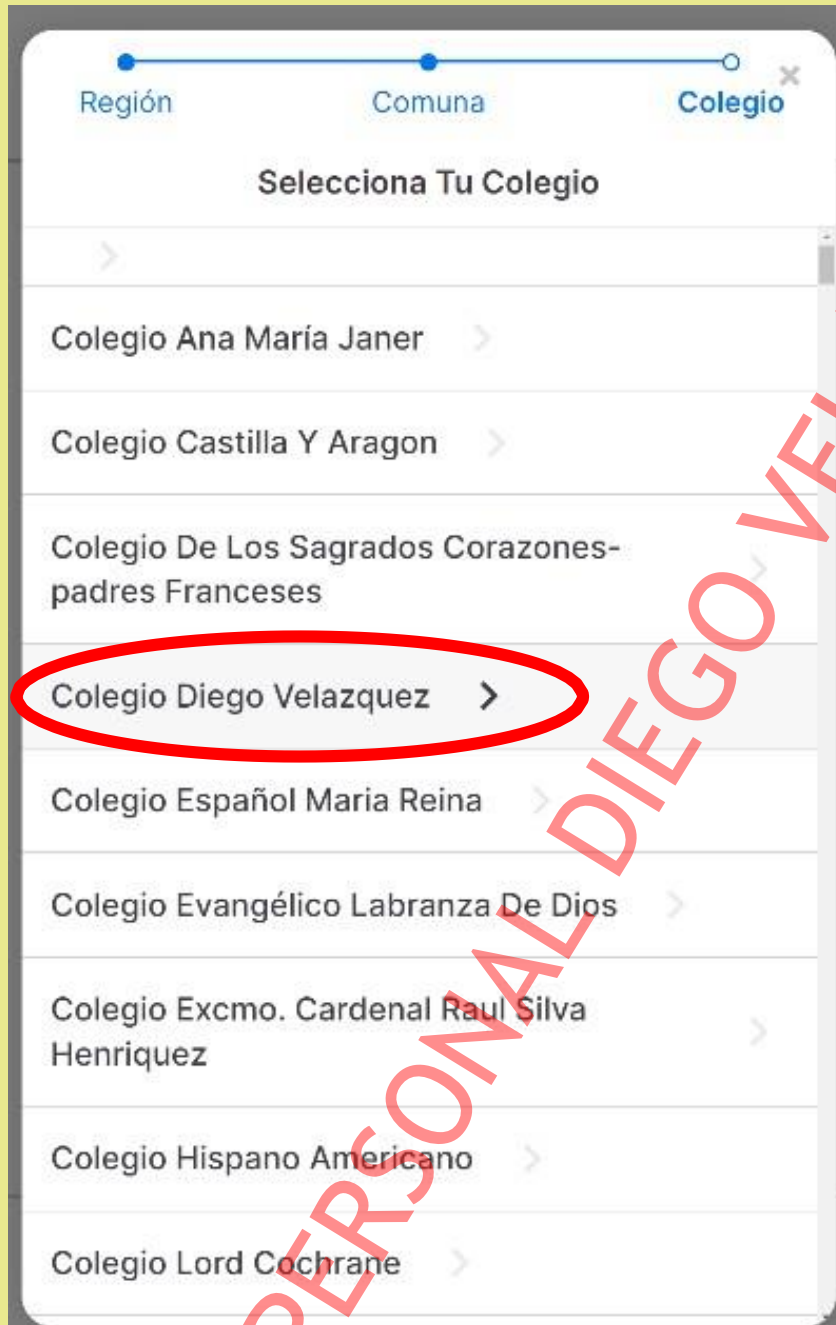 Región
Comuna
Colegio
Selecciona Tu Colegio
Colegio Ana María Janer
Colegio Castilla Y Aragon
Colegio De Los Sagrados Corazones-
padres Franceses
Colegio Diego Velazquez
Colegio Español Maria Reina
Colegio Evangélico Labranza De Dios
Colegio Excmo. Cardenal Raul Silva
Henriquez
Colegio Hispano Americano
Colegio Lord Cochrane
PERSONAL DIEGO